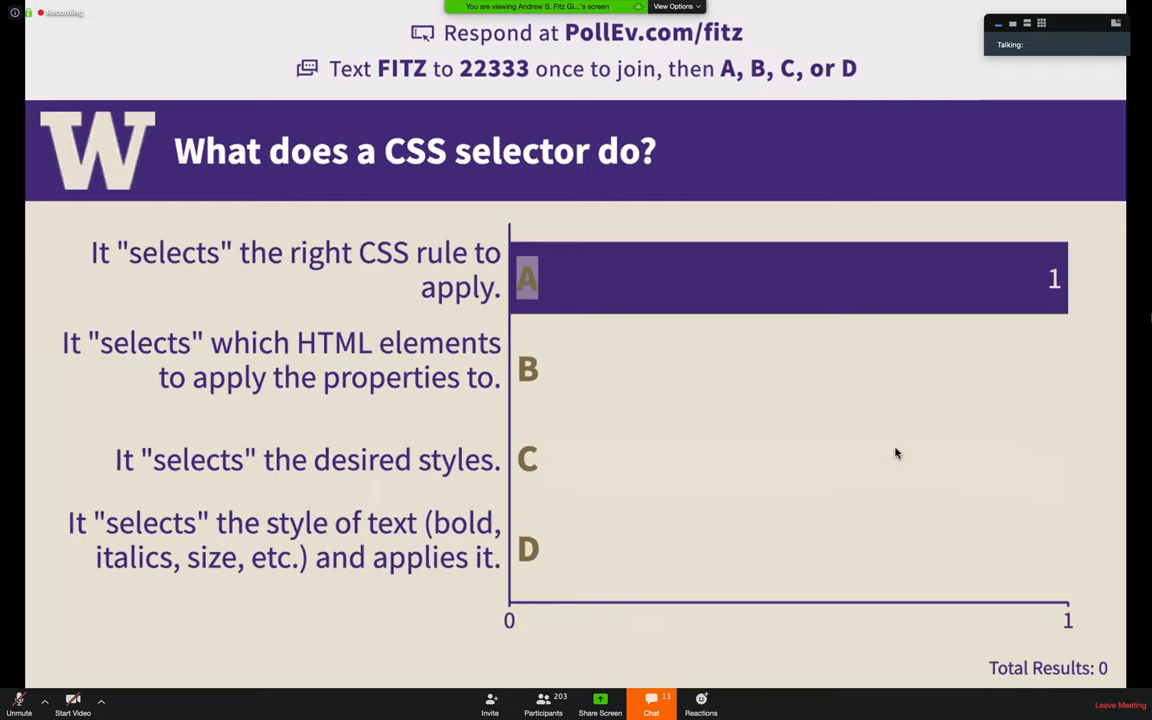 Recording
You are viewing Andrew S. Fitz Gi...'s screen
View Options
Talking:
Respond at PollEv.com/fitz
Text FITZ to 22333 once to join, then A, B, C, or D
W
What does a CSS selector do?
It "selects" the right CSS rule to
apply.
A
1
It "selects" which HTML elements
to apply the properties to.
B
It "selects" the desired styles.
C
It "selects" the style of text (bold,
italics, size, etc.) and applies it.
D
0
1
Total Results: 0
Unmute
Start Video
Invite
Participants
203
Share Screen
Chat
13
Reactions
Leave Meeting